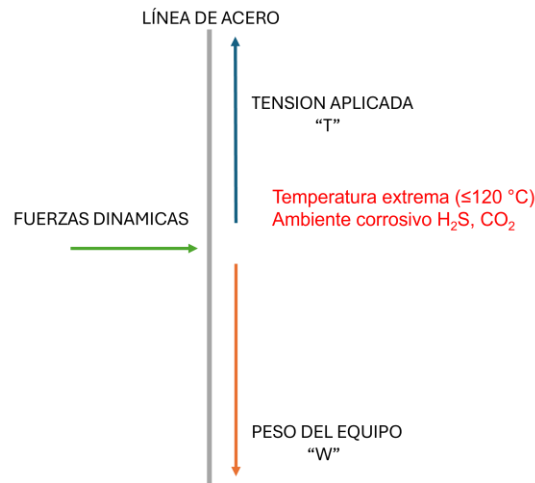 LÍNEA DE ACERO
TENSION APLICADA
“T”
Temperatura extrema (≤120 °C)
Ambiente corrosivo H₂S, CO₂
FUERZAS DINAMICAS
PESO DEL EQUIPO
“W”